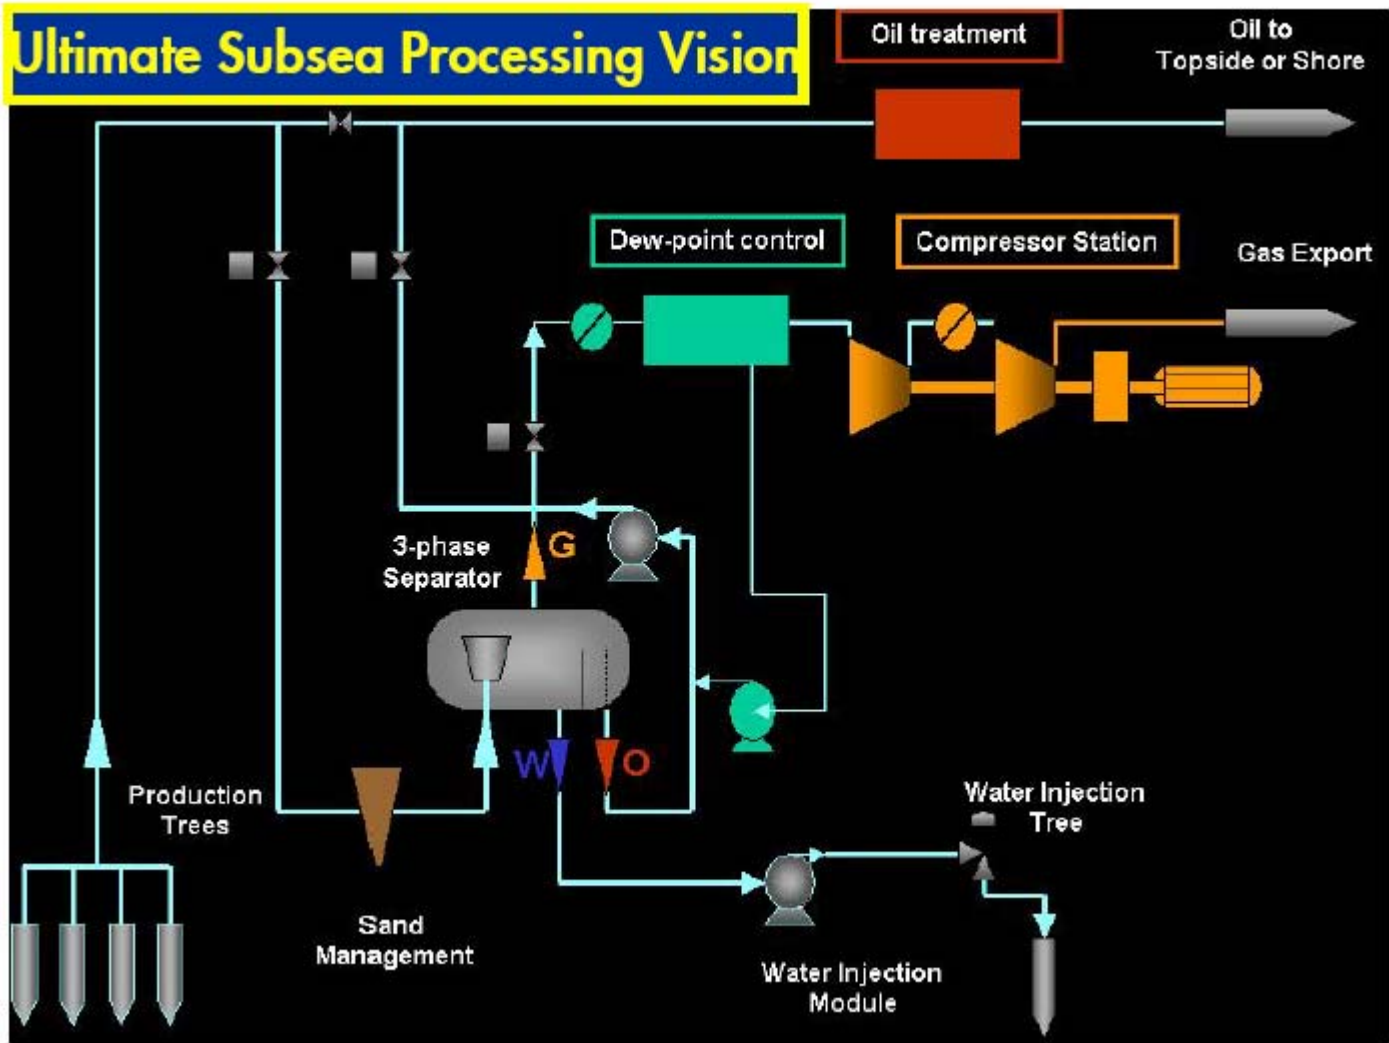 Ultimate Subsea Processing Vision
Oil treatment
Oil to
Topside or Shore
Dew-point control
Compressor Station
Gas Export
3-phase
Separator
G
W
O
Production
Trees
Water Injection
Tree
Sand
Management
Water Injection
Module